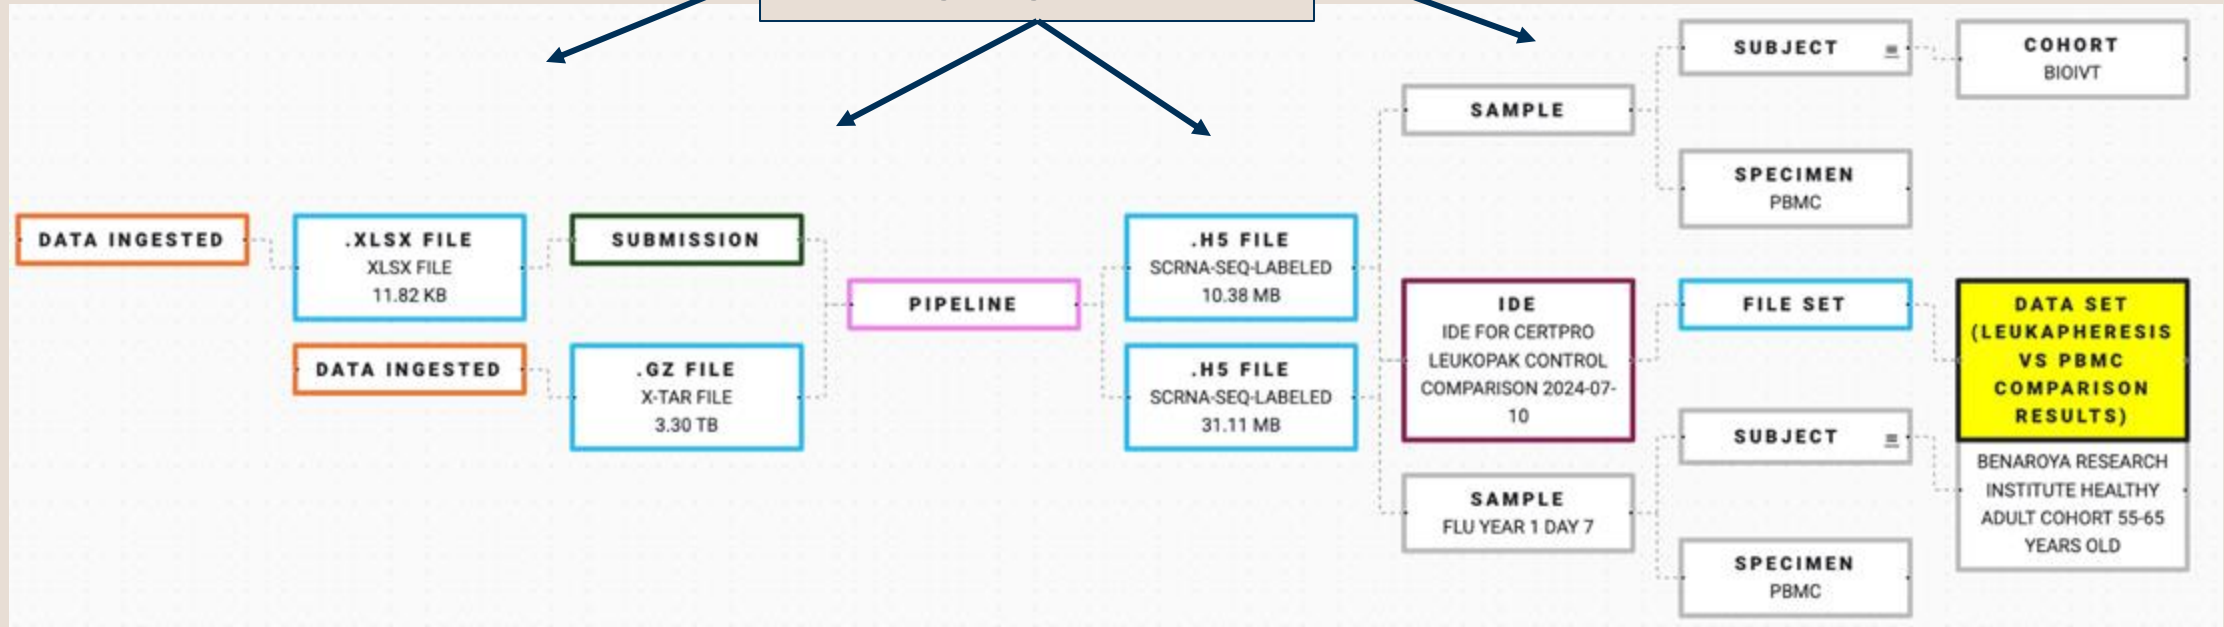 DATA INGESTED
.XLSX FILE
XLSX FILE
11.82 KB
DATA INGESTED
SUBMISSION
.GZ FILE
X-TAR FILE
3.30 TB
PIPELINE
.H5 FILE
SCRNA-SEQ-LABELED
10.38 MB
.H5 FILE
SCRNA-SEQ-LABELED
31.11 MB
SAMPLE
IDE
IDE FOR CERTPRO
LEUKOPAK CONTROL
COMPARISON 2024-07-
10
SAMPLE
FLU YEAR 1 DAY 7
SUBJECT
SPECIMEN
PBMC
FILE SET
SUBJECT
SPECIMEN
PBMC
COHORT
BIOIVT
DATA SET
(LEUKAPHERESIS
VS PBMC
COMPARISON
RESULTS)
BENAROYA RESEARCH
INSTITUTE HEALTHY
ADULT COHORT 55-65
YEARS OLD